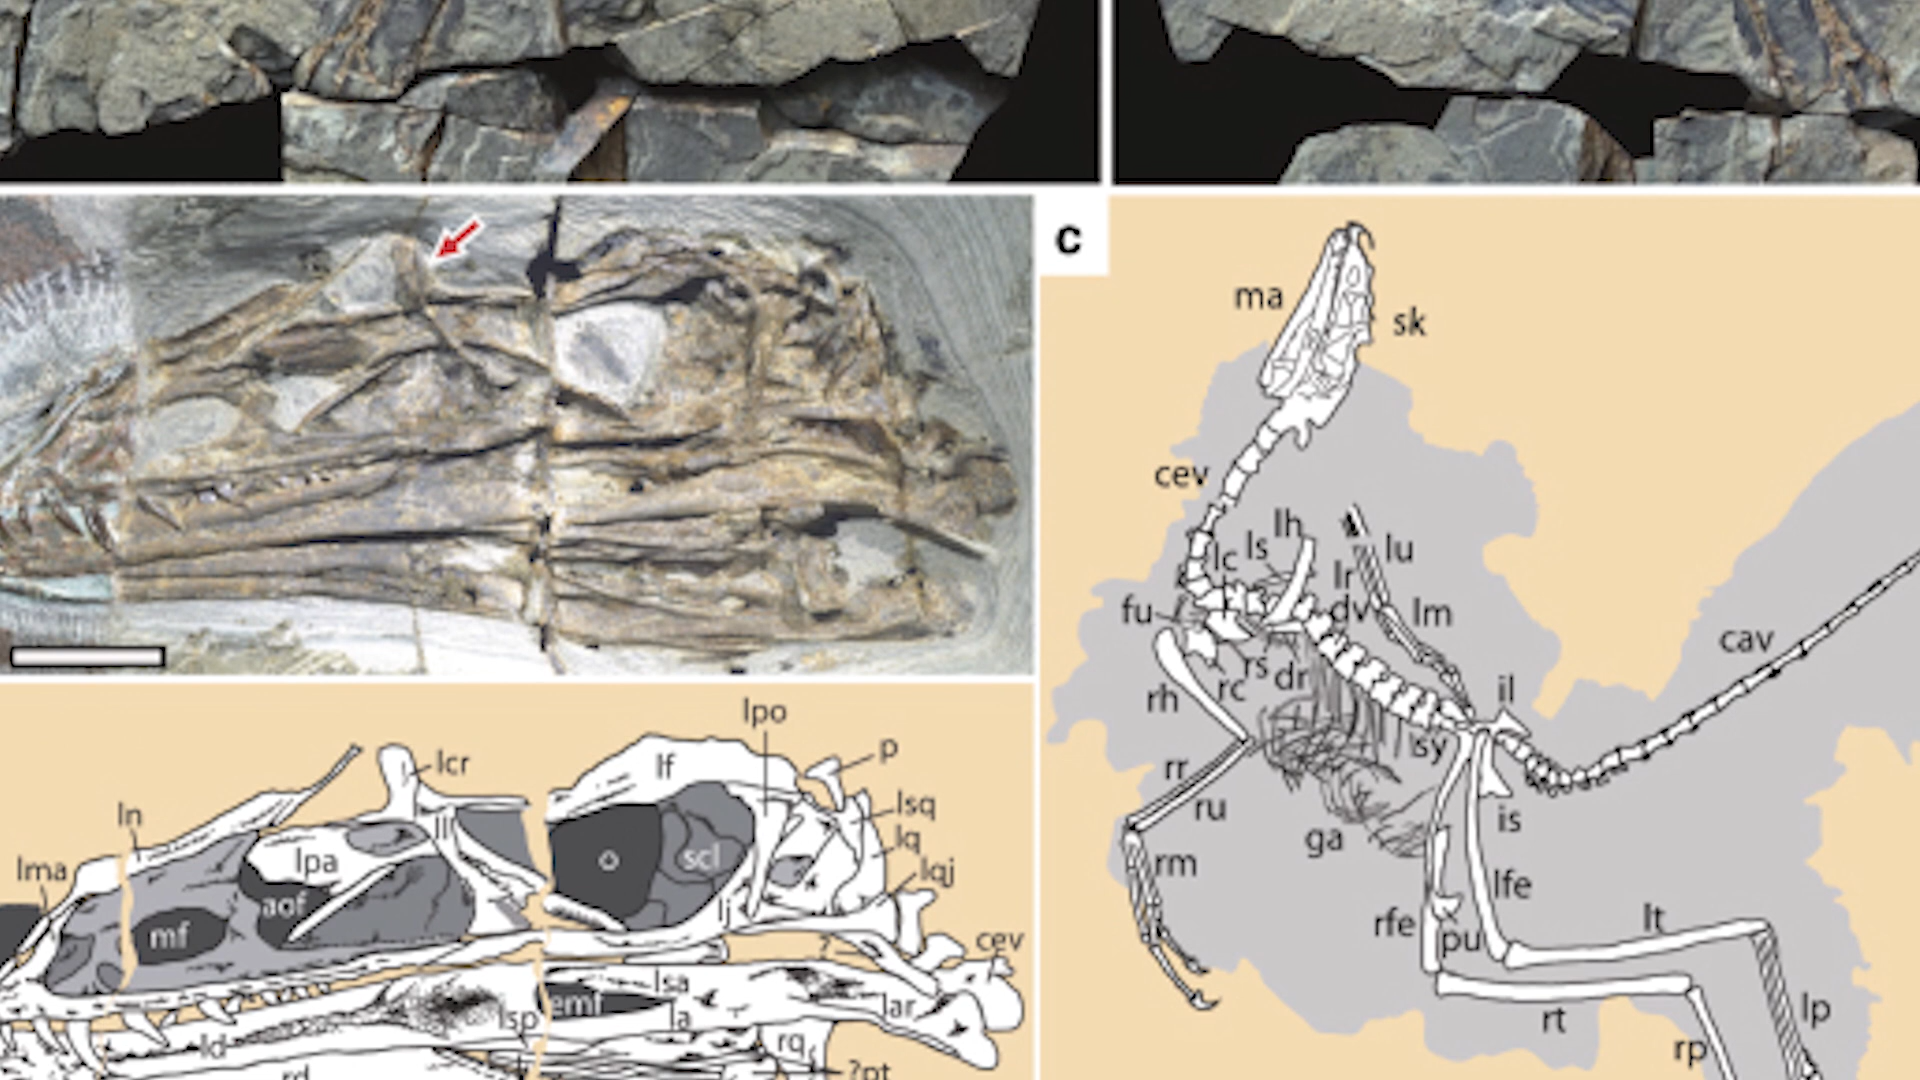 c
ma
sk
cev
lh
ls
lc
lu
lr
dv
lm
fu
cav
rs
dr
rc
rh
il
sy
rr
ru
is
ga
rm
lfe
rfe
pu
lt
rt
lp
rp
lpo
p
lcr
lf
ln
lsq
lll
lq
lpa
o
scl
lma
lqj
aof
lj
mf
?
cev
lsa
emf
lar
lsp
la
ld
rq
rd
?pt